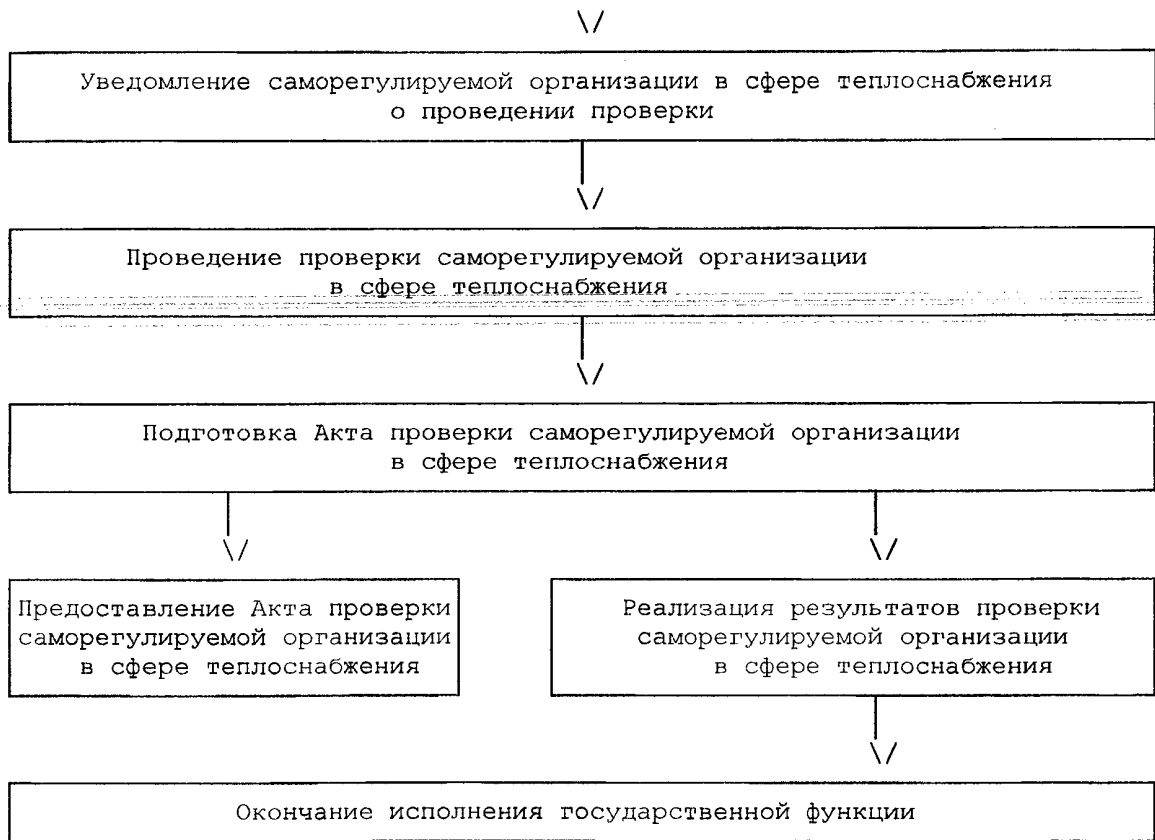 Уведомление саморегулируемой организации в сфере теплоснабжения
о проведении проверки
Проведение проверки саморегулируемой организации
в сфере теплоснабжения
Подготовка Акта проверки саморегулируемой организации
в сфере теплоснабжения
Предоставление Акта проверки
саморегулируемой организации
в сфере теплоснабжения
Реализация результатов проверки
саморегулируемой организации
в сфере теплоснабжения
Окончание исполнения государственной функции